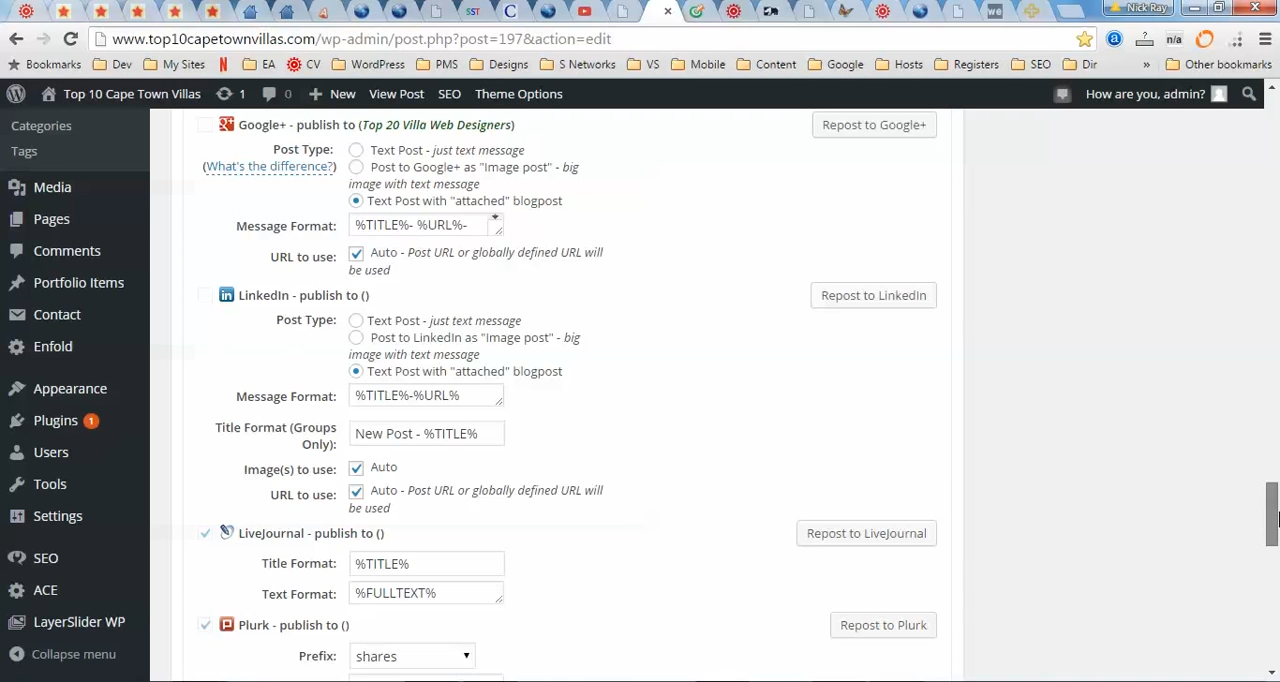 Nick Ray
www.top10capetownvillas.com/wp-admin/post.php?post=197&action=edit
n/a
Bookmarks Dev My Sites EA CV WordPress PMS Designs S Networks VS Mobile Content Google Hosts Registers SEO Dir » Other bookmarks
Top 10 Cape Town Villas 1 0 New View Post SEO Theme Options How are you, admin?
Categories
Tags
Media
Pages
Comments
Portfolio Items
Contact
Enfold
Appearance
Plugins 1
Users
Tools
Settings
SEO
ACE
LayerSlider WP
Collapse menu
Google+ - publish to (Top 20 Villa Web Designers) Repost to Google+
Post Type: Text Post - just text message
(What's the difference?) Post to Google+ as "Image post" - big
image with text message
Text Post with "attached" blogpost
Message Format: %TITLE%- %URL%-
URL to use: Auto - Post URL or globally defined URL will
be used
LinkedIn - publish to () Repost to LinkedIn
Post Type: Text Post - just text message
Post to LinkedIn as "Image post" - big
image with text message
Text Post with "attached" blogpost
Message Format: %TITLE%-%URL%
Title Format (Groups
Only): New Post - %TITLE%
Image(s) to use: Auto
URL to use: Auto - Post URL or globally defined URL will
be used
LiveJournal - publish to () Repost to LiveJournal
Title Format: %TITLE%
Text Format: %FULLTEXT%
Plurk - publish to () Repost to Plurk
Prefix: shares